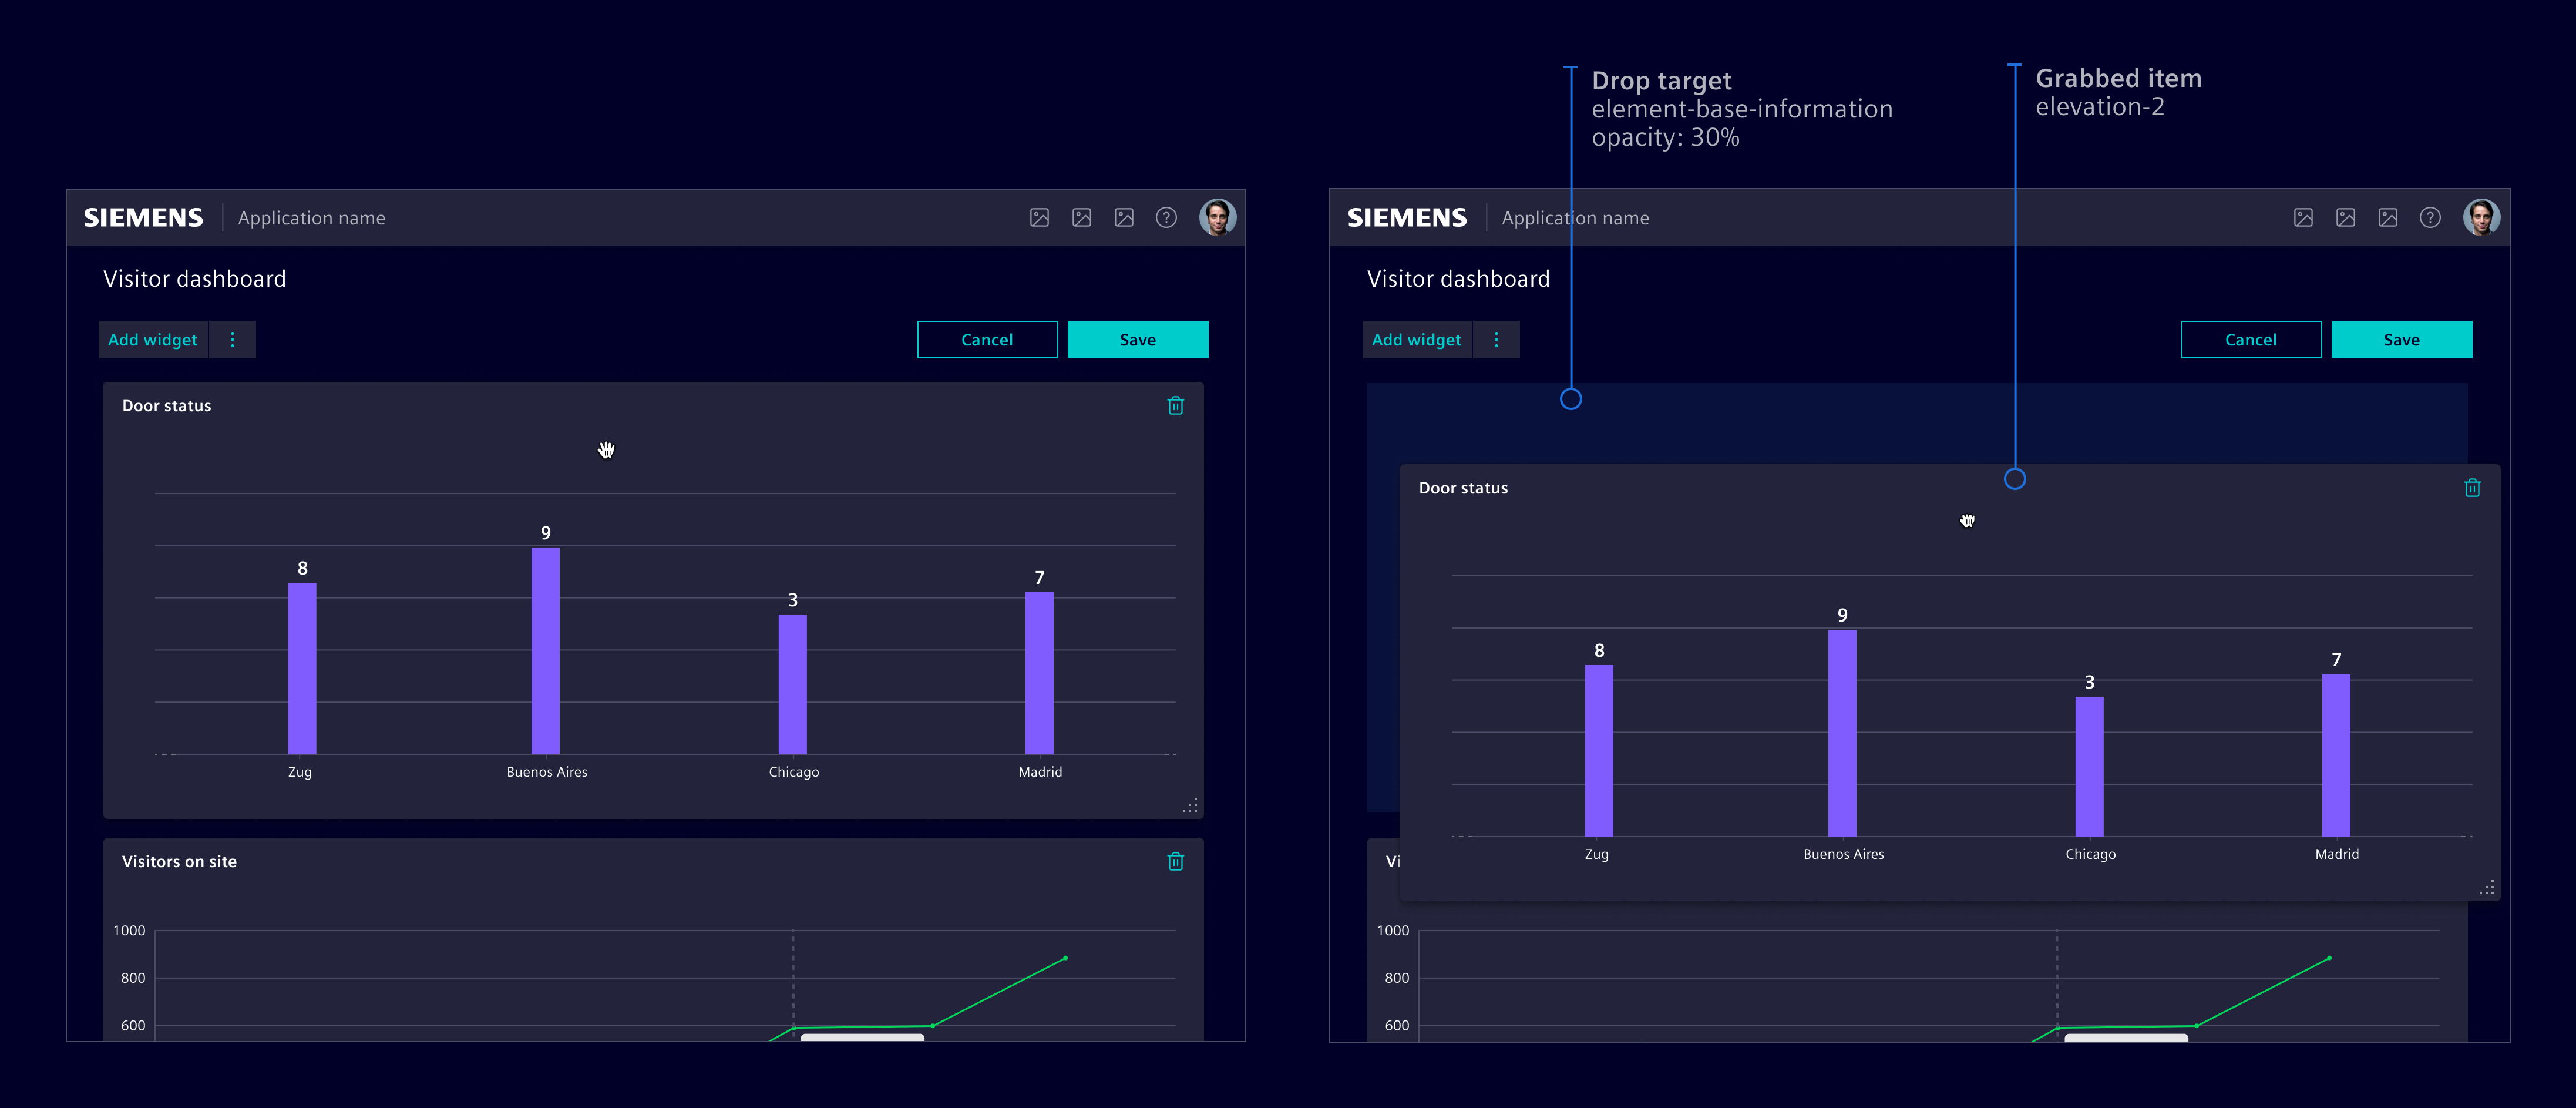 Drop target
element-base-information
opacity: 30%
Grabbed item
elevation-2
SIEMENS
Application name
Visitor dashboard
Add widget
Cancel
Save
Door status
8
9
3
7
Zug
Buenos Aires
Chicago
Madrid
Visitors on site
1000
800
600
SIEMENS
Application name
Visitor dashboard
Add widget
Cancel
Save
Door status
8
9
3
7
Zug
Buenos Aires
Chicago
Madrid
Vi
1000
800
600